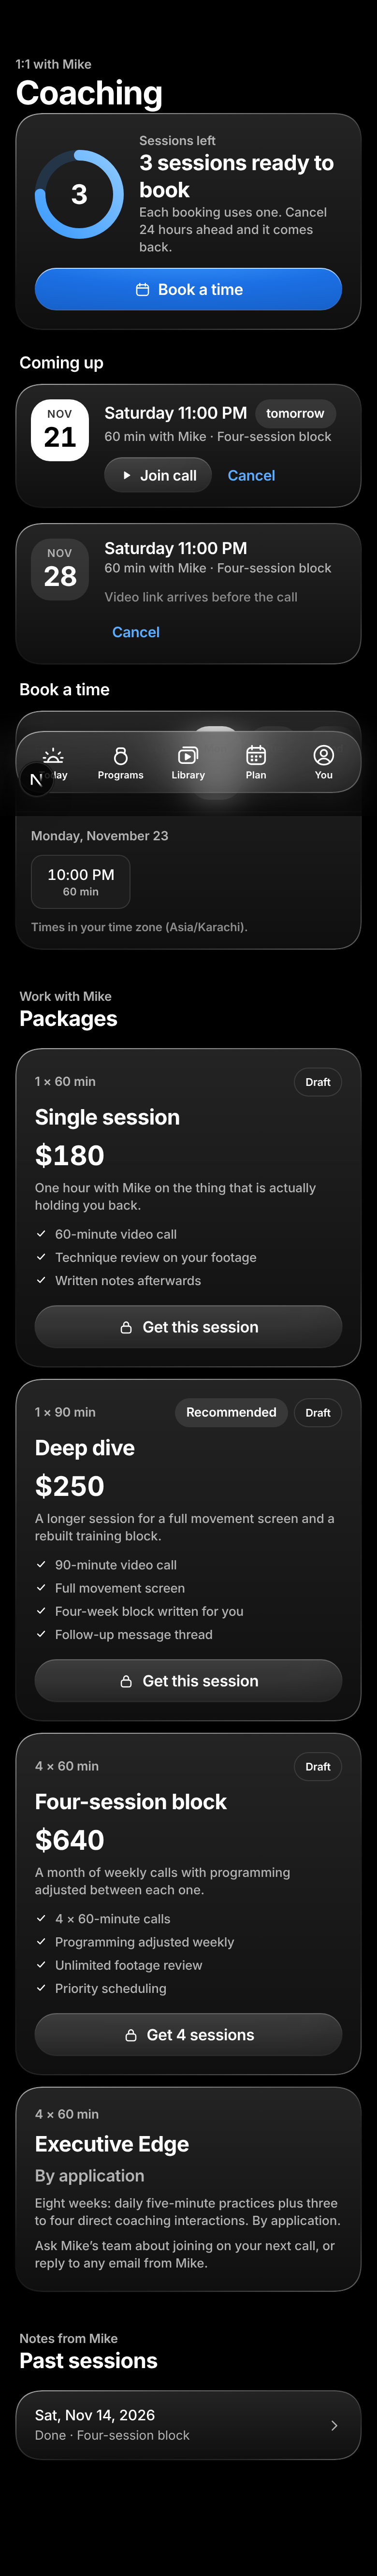 1:1 with Mike
Coaching
Sessions left
3
3 sessions ready to
book
Each booking uses one. Cancel
24 hours ahead and it comes
back.
Book a time
Coming up
NOV
21
Saturday 11:00 PM
tomorrow
60 min with Mike · Four-session block
Join call
Cancel
NOV
28
Saturday 11:00 PM
60 min with Mike · Four-session block
Video link arrives before the call
Cancel
Book a time
N
Programs
Library
Plan
You
Monday, November 23
10:00 PM
60 min
Times in your time zone (Asia/Karachi).
Work with Mike
Packages
1 × 60 min
Draft
Single session
$180
One hour with Mike on the thing that is actually
holding you back.
60-minute video call
Technique review on your footage
Written notes afterwards
Get this session
1 × 90 min
Recommended
Draft
Deep dive
$250
A longer session for a full movement screen and a
rebuilt training block.
90-minute video call
Full movement screen
Four-week block written for you
Follow-up message thread
Get this session
4 × 60 min
Draft
Four-session block
$640
A month of weekly calls with programming
adjusted between each one.
4 × 60-minute calls
Programming adjusted weekly
Unlimited footage review
Priority scheduling
Get 4 sessions
4 × 60 min
Executive Edge
By application
Eight weeks: daily five-minute practices plus three
to four direct coaching interactions. By application.
Ask Mike’s team about joining on your next call, or
reply to any email from Mike.
Notes from Mike
Past sessions
Sat, Nov 14, 2026
Done · Four-session block